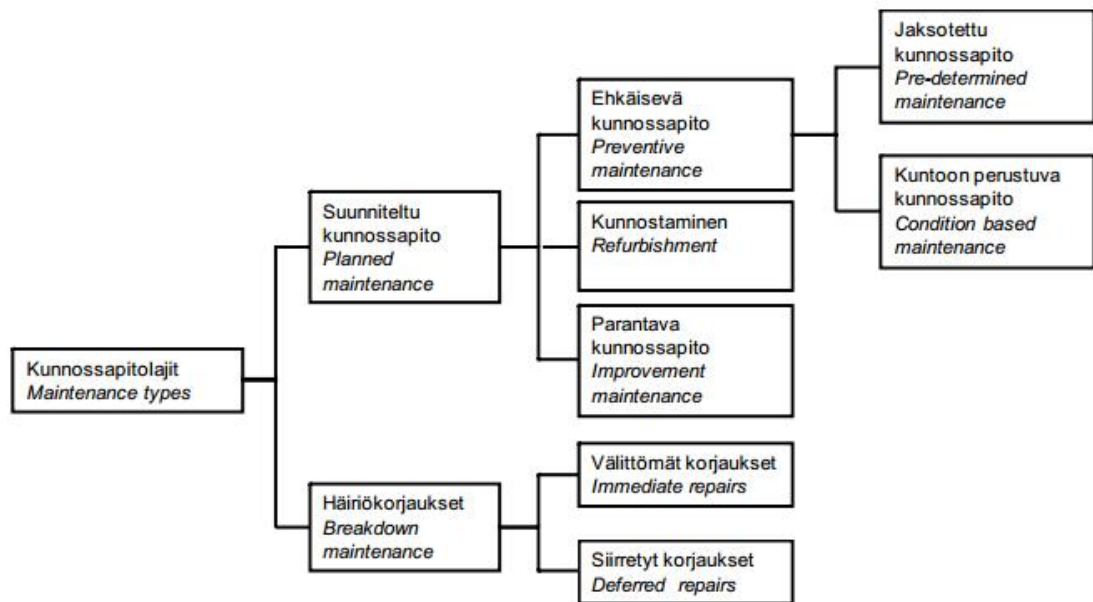 Kunnossapitolajit
Maintenance types
Suunniteltu
kunnossapito
Planned
maintenance
Häiriökorjaukset
Breakdown
maintenance
Ehkäisevä
kunnossapito
Preventive
maintenance
Kunnostaminen
Refurbishment
Parantava
kunnossapito
Improvement
maintenance
Välittömät korjaukset
Immediate repairs
Siirretyt korjaukset
Deferred repairs
Jaksotettu
kunnossapito
Pre-determined
maintenance
Kuntoon perustuva
kunnossapito
Condition based
maintenance